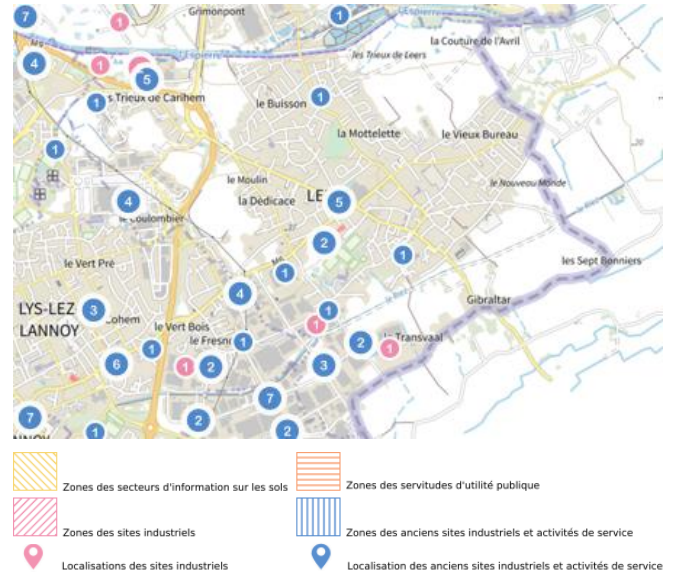 7
1
Grimonpont
1
l'Espierre
la Couture de l'Avril
4
1
l'Espierre
les Trieux de Leers
5
1
s Trieux de Carihem
le Buisson
1
la Mottelette
le Vieux Bureau
1
le Moulin
le Nouveau Monde
4
la Dédicace
LE
5
le Coulombier
2
1
le Vert Pré
1
les Sept Bonniers
4
Gibraltar
LYS-LEZ
3
ohem
1
LANNOY
le Vert Bois
1
le Fresno
1
2
le Transvaal
1
1
6
1
2
3
7
7
2
2
1
Zones des secteurs d'information sur les sols
Zones des servitudes d'utilité publique
Zones des sites industriels
Zones des anciens sites industriels et activités de service
Localisations des sites industriels
Localisation des anciens sites industriels et activités de service